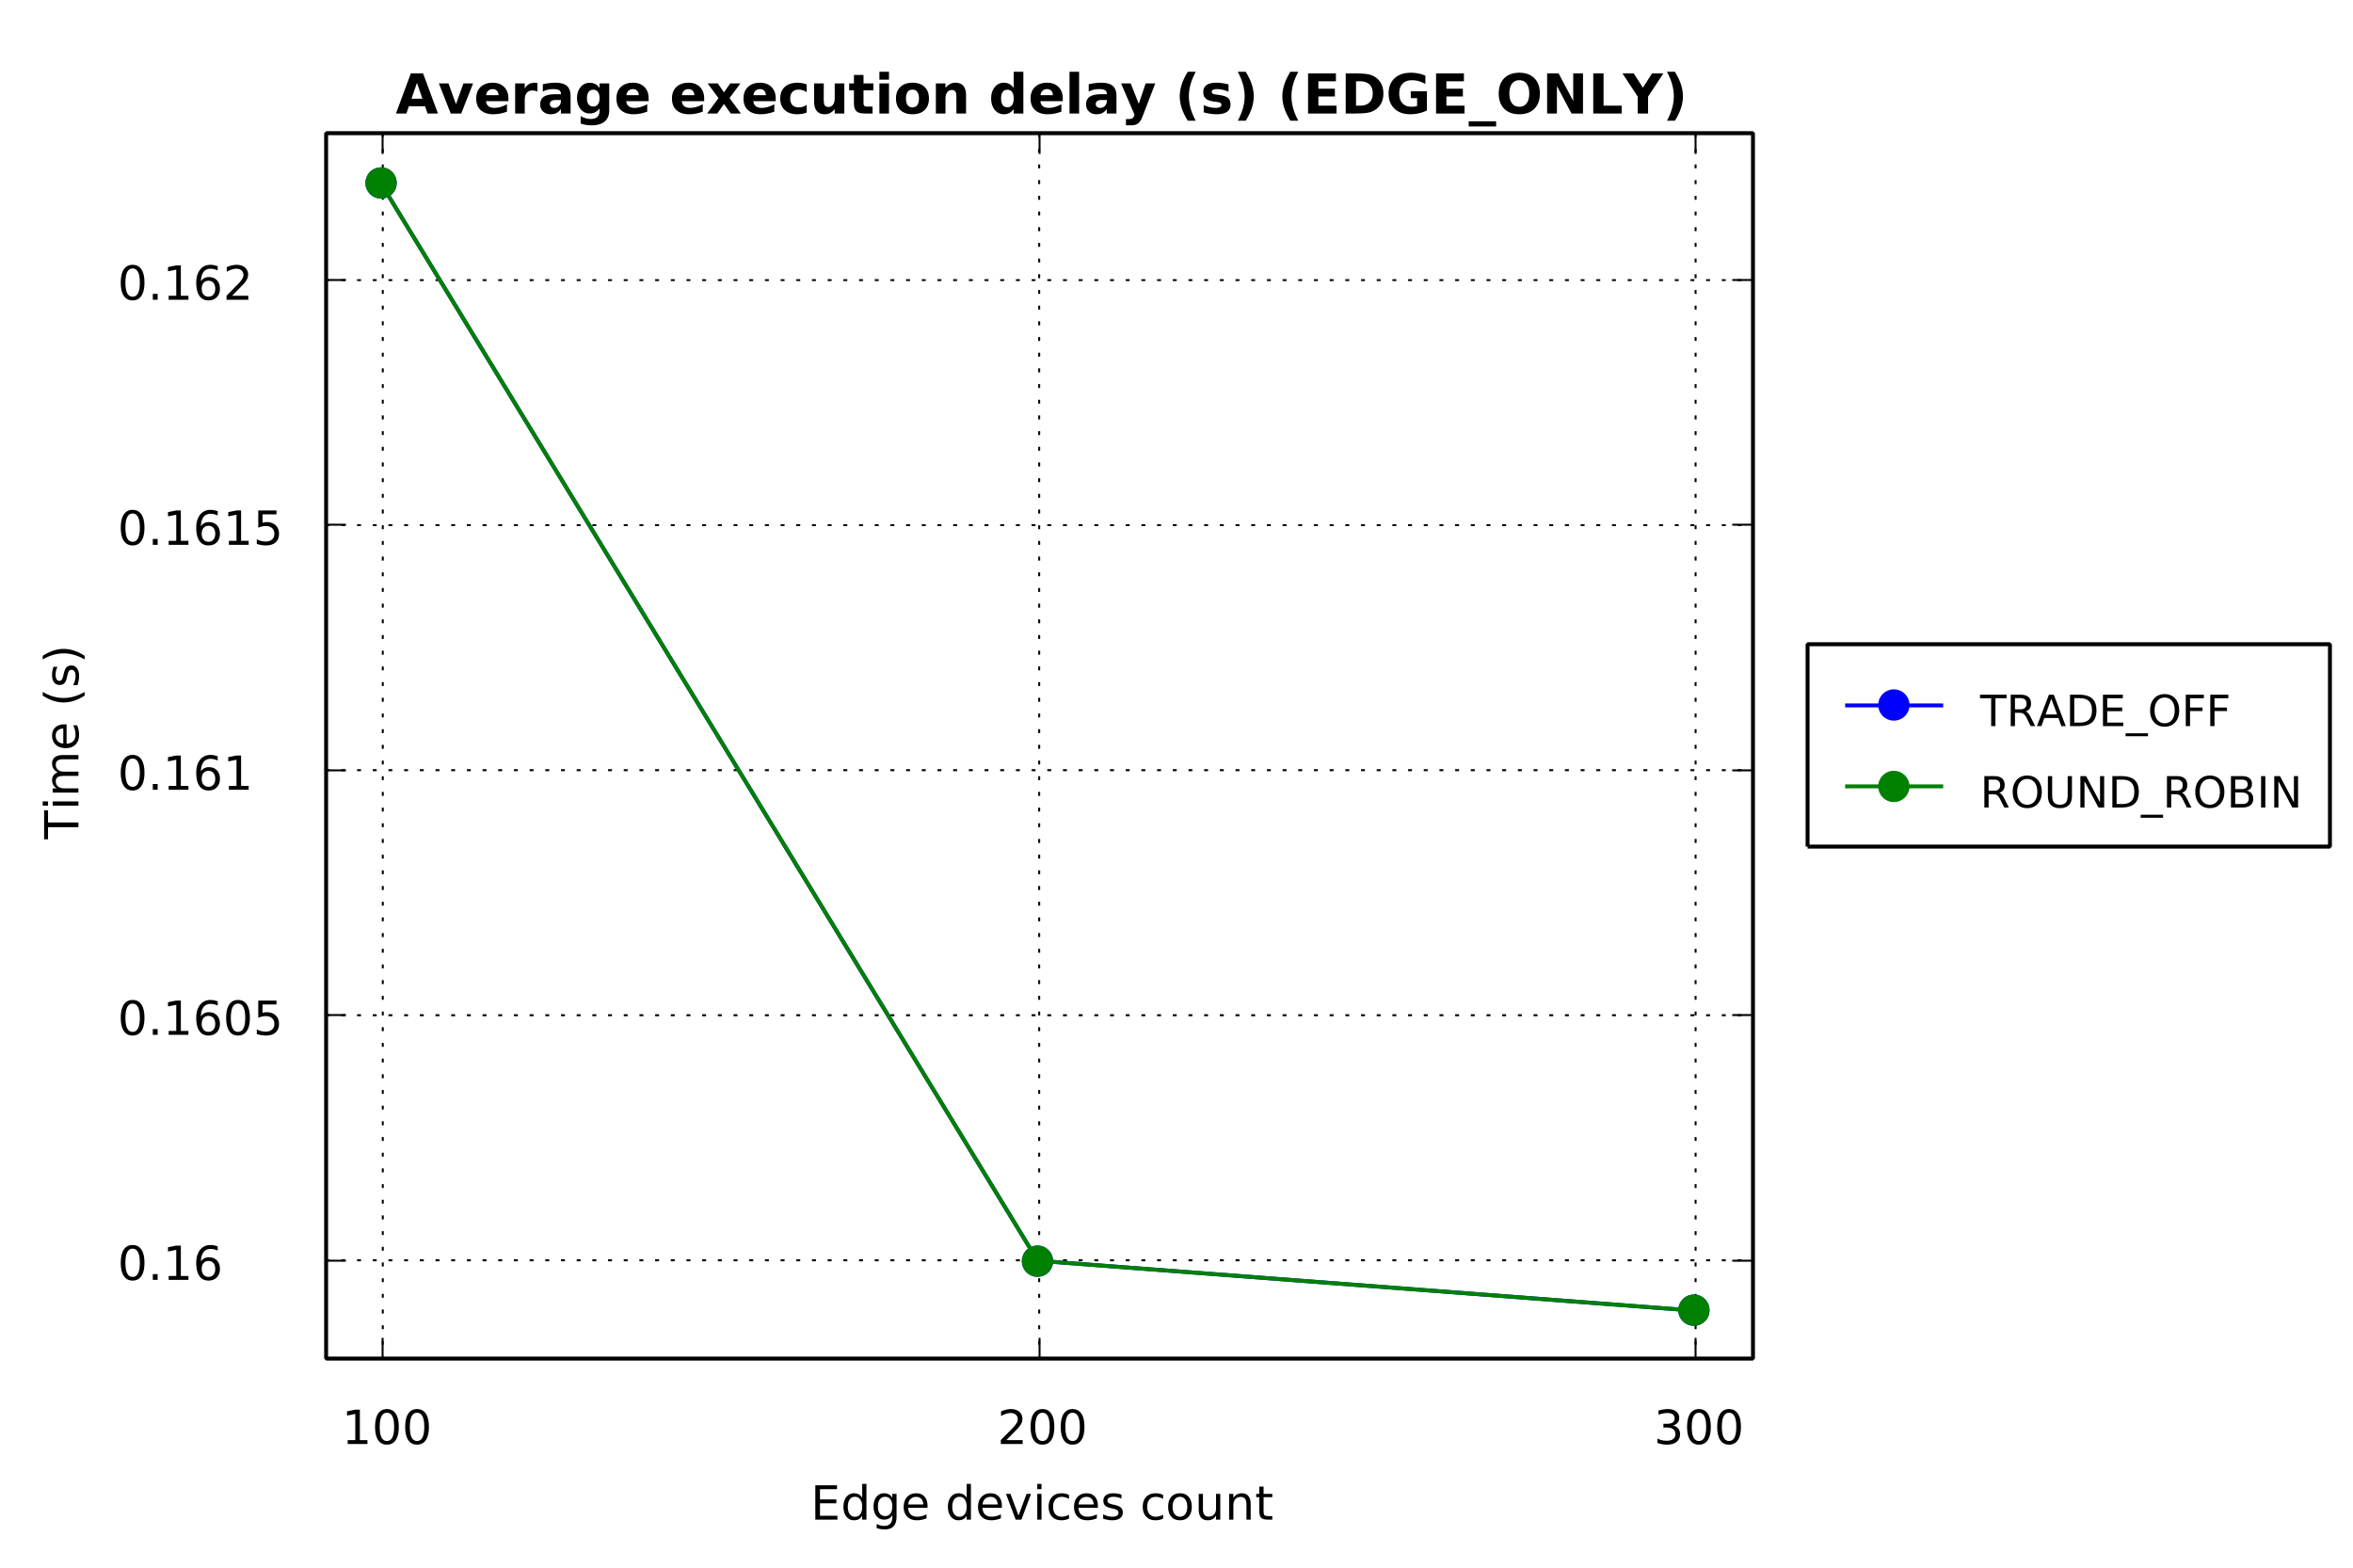 Average execution delay (s) (EDGE_ONLY)
0.162
0.1615
0.161
0.1605
0.16
Time (s)
100 200 300
Edge devices count
TRADE_OFF
ROUND_ROBIN